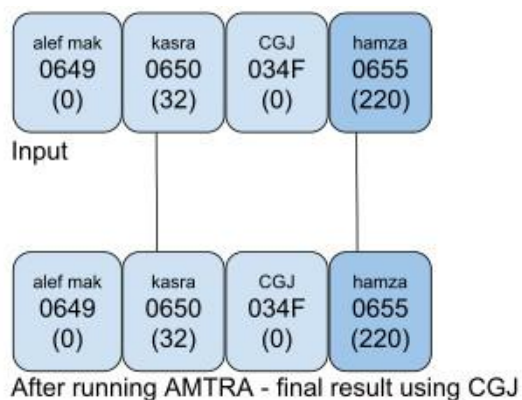 alef mak kasra CGJ hamza
0649 0650 034F 0655
(0) (32) (0) (220)
Input
alef mak kasra CGJ hamza
0649 0650 034F 0655
(0) (32) (0) (220)
After running AMTRA - final result using CGJ